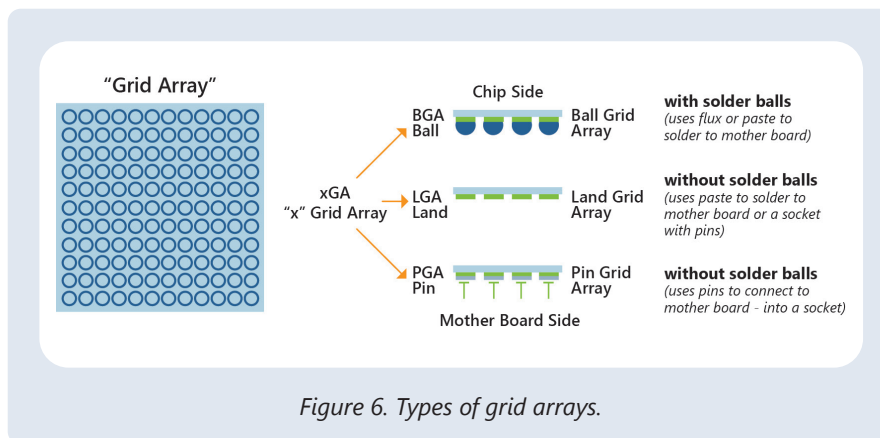 “Grid Array”
xGA
“x” Grid Array
Chip Side
BGA
Ball
Ball Grid
Array
with solder balls
(uses flux or paste to
solder to mother board)
LGA
Land
Land Grid
Array
without solder balls
(uses paste to solder to
mother board or a socket
with pins)
PGA
Pin
Pin Grid
Array
without solder balls
(uses pins to connect to
mother board - into a socket)
Mother Board Side
Figure 6. Types of grid arrays.